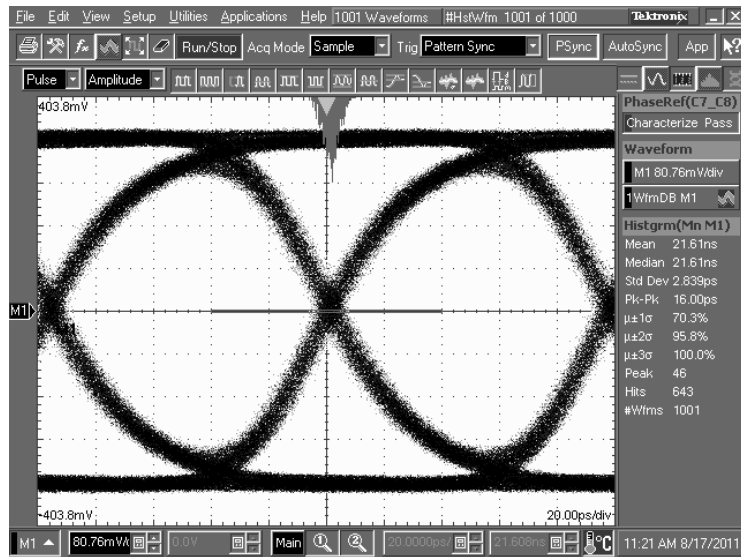 File Edit View Setup Utilities Applications Help 1001 Waveforms #HstWfm 1001 of 1000 Tektronix
Run/Stop Acq Mode Sample Trig Pattern Sync PSync AutoSync App
Pulse Amplitude
403.8mV
PhaseRef(C7_C8)
Characterize Pass
Waveform
M1 80.76mV/div
1 WfmDB M1
Histgrm(Mn M1)
Mean 21.61ns
Median 21.61ns
Std Dev 2.839ps
Pk-Pk 16.00ps
µ±1σ 70.3%
µ±2σ 95.8%
µ±3σ 100.0%
Peak 46
Hits 643
#Wfms 1001
M1
-403.8mV
20.00ps/div
M1 80.76mV/ 0.0V Main 1 2 20.0000ps/ 21.608ns °C 11:21 AM 8/17/2011